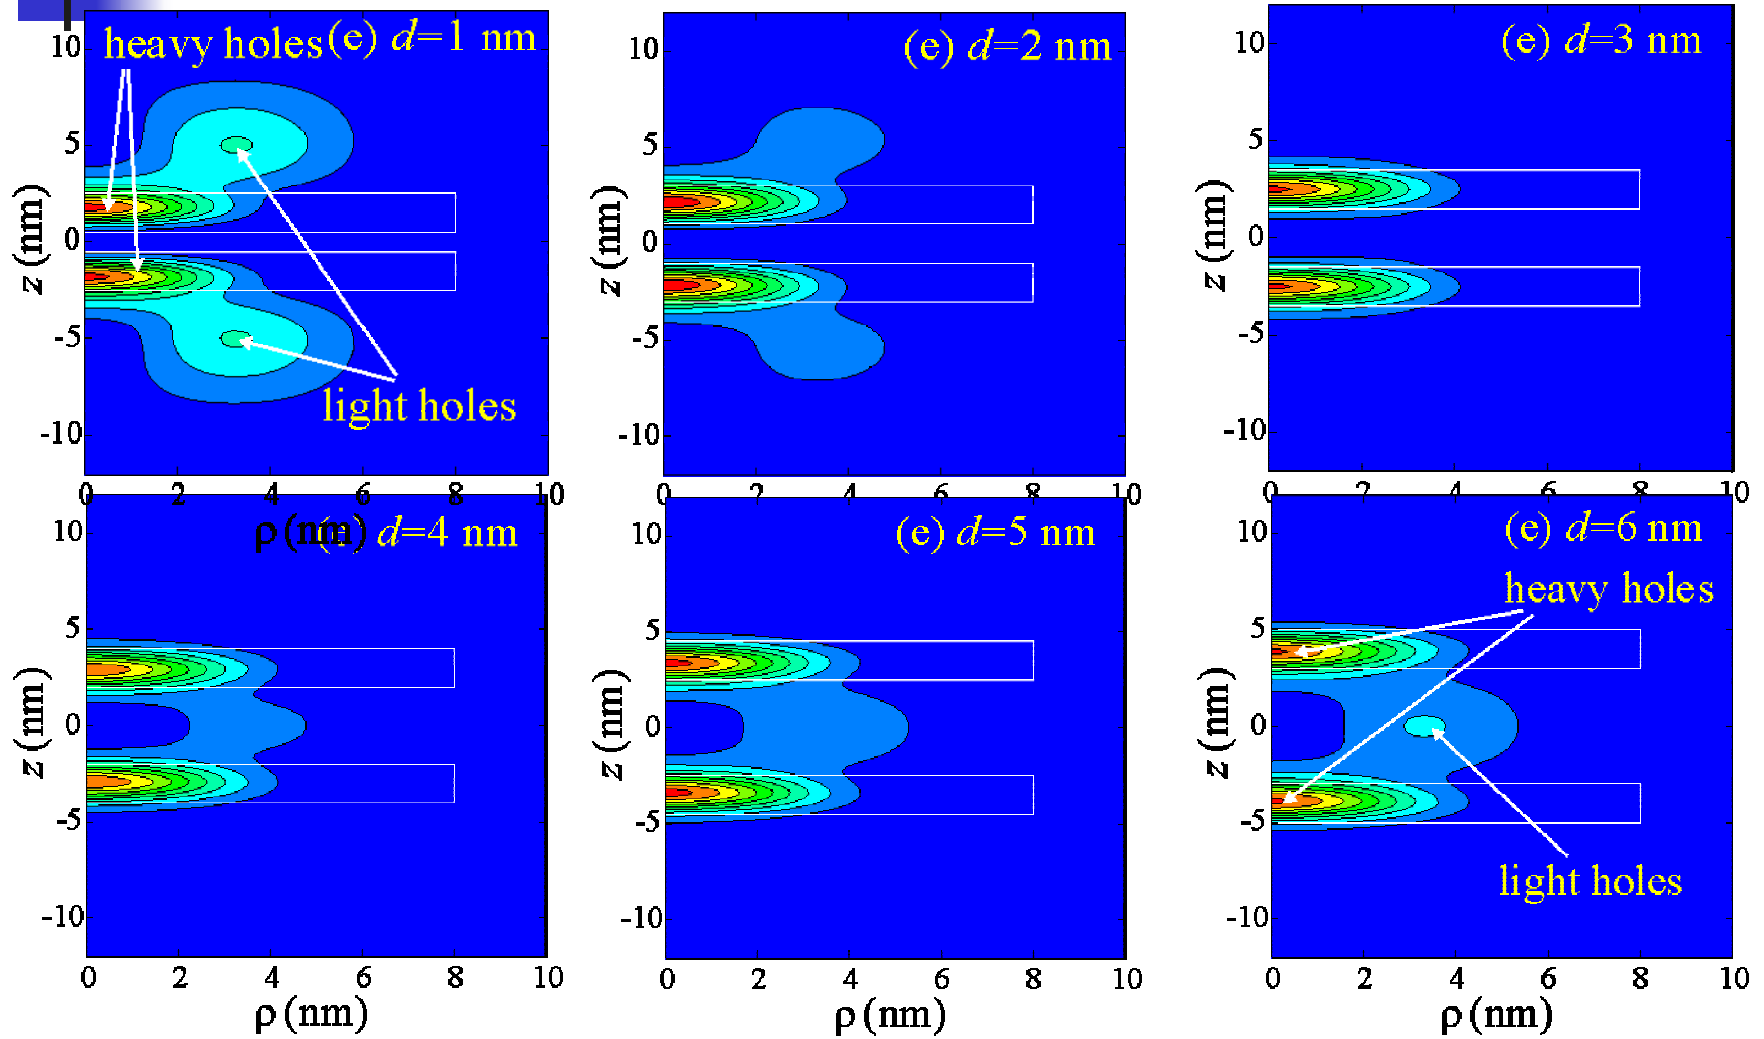 heavy holes (e) d=1 nm
light holes
z (nm)
10
5
0
-5
-10
0 2 4 6 8 10
ρ (nm)
(e) d=2 nm
z (nm)
10
5
0
-5
-10
0 2 4 6 8 10
(e) d=3 nm
z (nm)
10
5
0
-5
-10
0 2 4 6 8 10
(e) d=4 nm
z (nm)
10
5
0
-5
-10
0 2 4 6 8 10
ρ (nm)
(e) d=5 nm
z (nm)
10
5
0
-5
-10
0 2 4 6 8 10
ρ (nm)
(e) d=6 nm
heavy holes
light holes
z (nm)
10
5
0
-5
-10
0 2 4 6 8 10
ρ (nm)